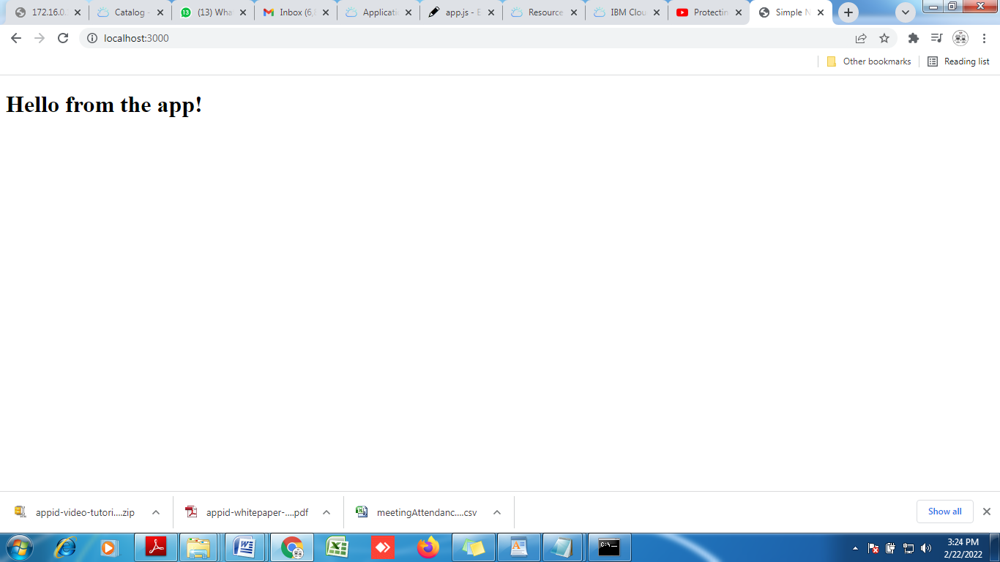 172.16.0.
Catalog -
(13) Wha
Inbox (6,
Applicati
app.js - E
Resource
IBM Clou
Protectin
Simple N
localhost:3000
Other bookmarks
Reading list
Hello from the app!
appid-video-tutori....zip
appid-whitepaper-....pdf
meetingAttendanc....csv
Show all
3:24 PM
2/22/2022